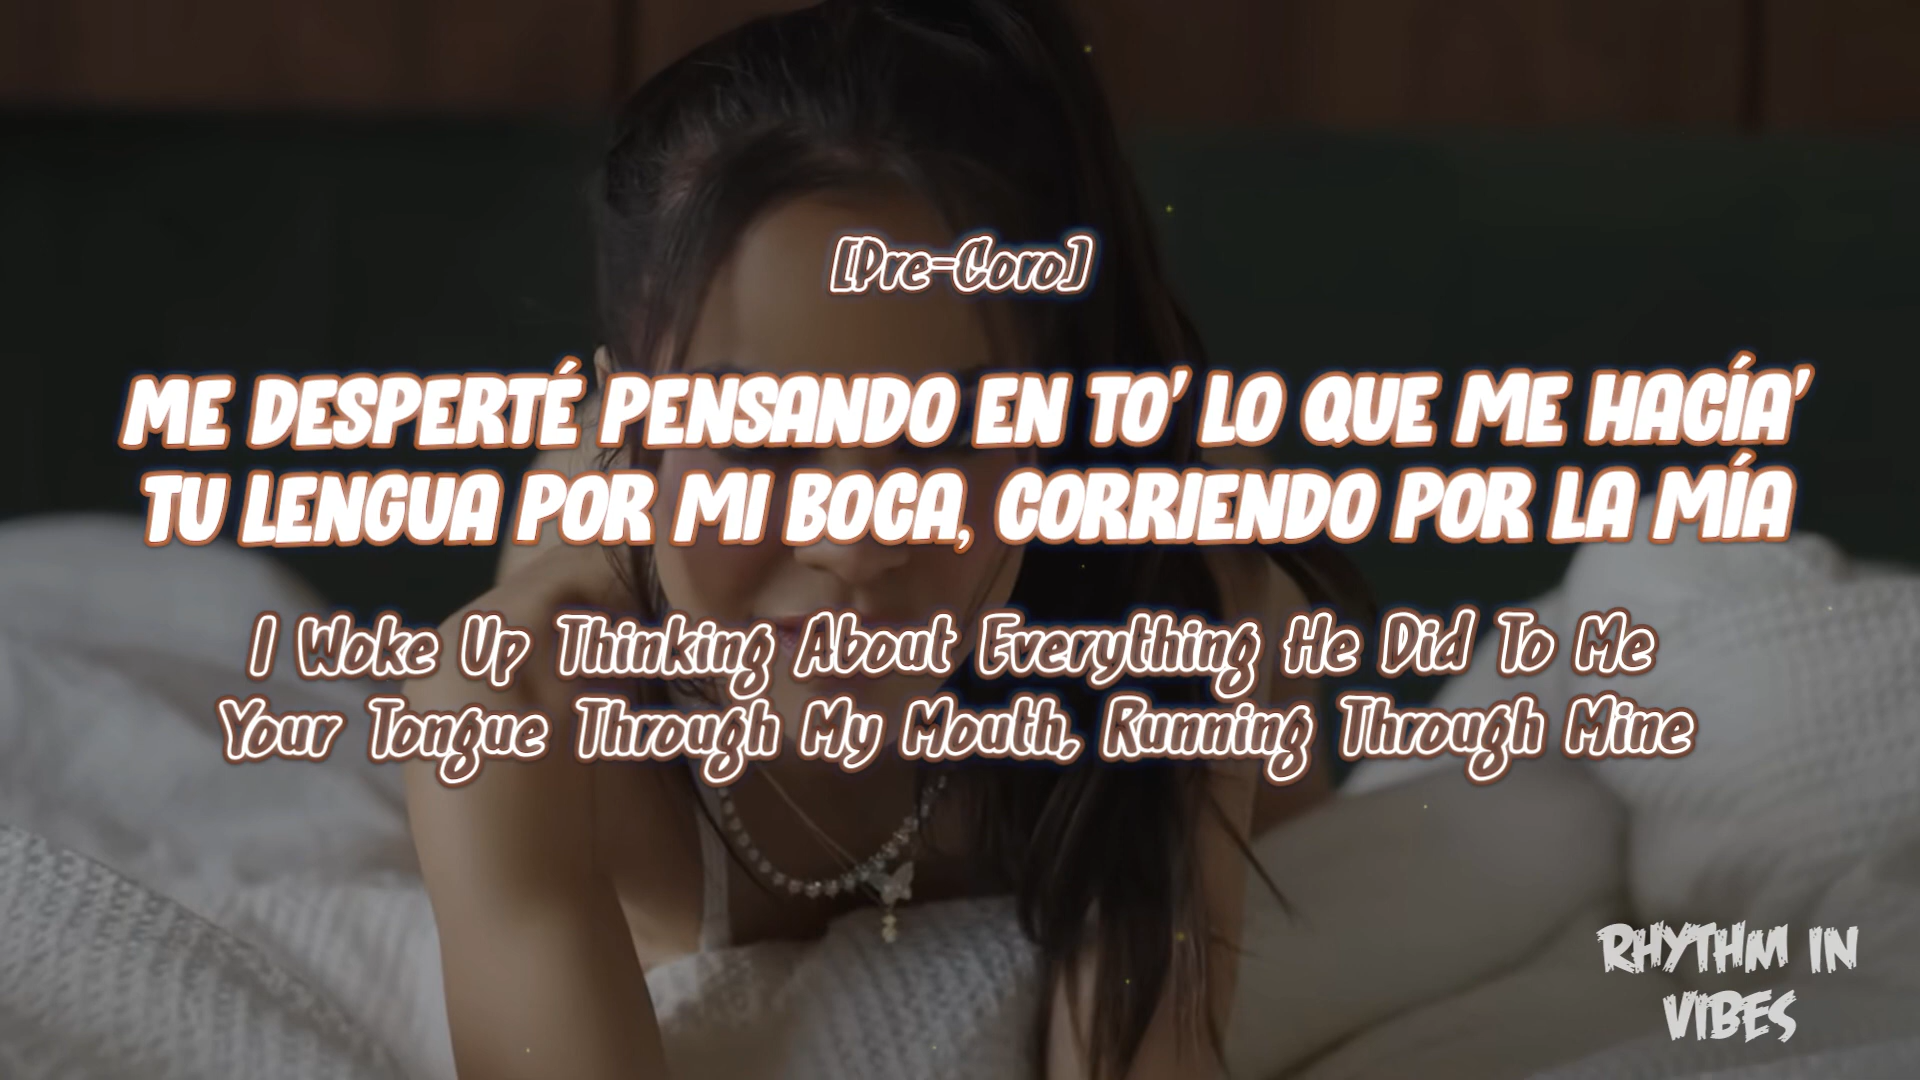 [Pre-Coro]
ME DESPERTÉ PENSANDO EN TO' LO QUE ME HACÍA'
TU LENGUA POR MI BOCA, CORRIENDO POR LA MÍA
I Woke Up Thinking About Everything He Did To Me
Your Tongue Through My Mouth, Running Through Mine
RHYTHM IN
VIBES